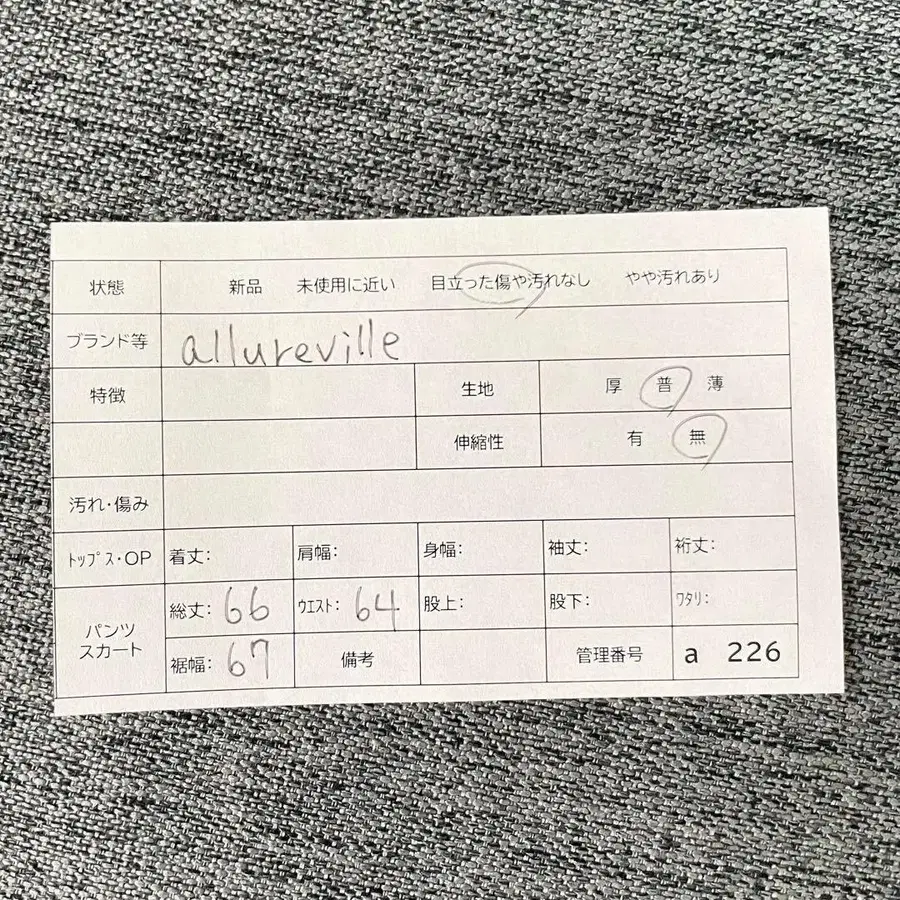 状態 新品 未使用に近い 目立った傷や汚れなし やや汚れあり
ブランド等 allureville
特徴 生地 厚 普 薄
伸縮性 有 無
汚れ・傷み
ﾄｯﾌﾟｽ・OP 着丈: 肩幅: 身幅: 袖丈: 裄丈:
パンツ
スカート
総丈: 66 ｳｴｽﾄ: 64 股上: 股下: ﾜﾀﾘ:
裾幅: 67 備考 管理番号 a 226